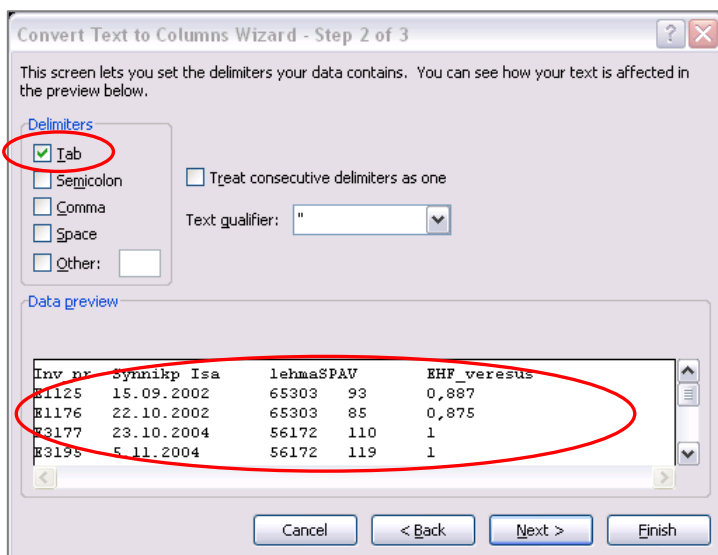 Convert Text to Columns Wizard - Step 2 of 3
This screen lets you set the delimiters your data contains.  You can see how your text is affected in
the preview below.
Delimiters
Tab
Semicolon
Comma
Space
Other:
Treat consecutive delimiters as one
Text qualifier: "
Data preview
Inv_nr Synnikp Isa lehmaSPAV EHF_veresus
E1125 15.09.2002 65303 93 0,887
E1176 22.10.2002 65303 85 0,875
E3177 23.10.2004 56172 110 1
E3195 5.11.2004 56172 119 1
Cancel
< Back
Next >
Finish